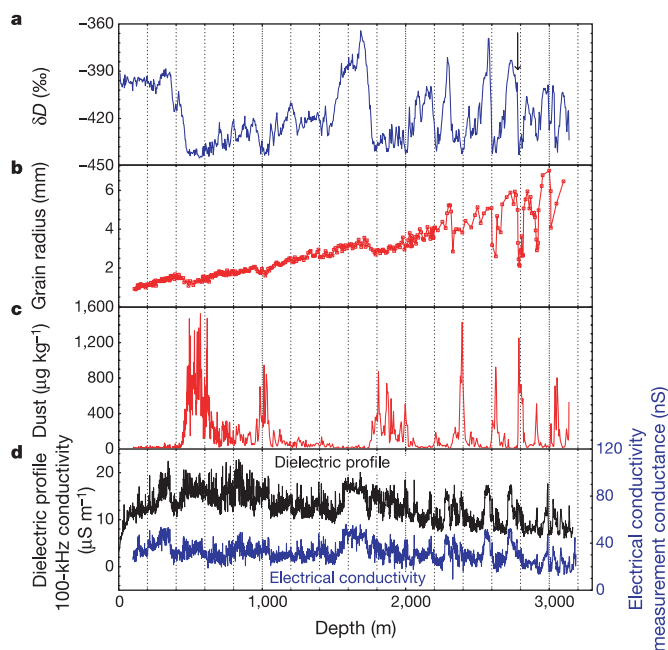 a
−360
−390
−420
−450
δD (‰)
b
6
4
2
Grain radius (mm)
c
1,600
1,200
800
400
0
Dust (µg kg−1)
d
Dielectric profile
20
10
0
Dielectric profile
100-kHz conductivity
(µS m−1)
Electrical conductivity
120
80
40
0
Electrical conductivity
measurement conductance (nS)
0
1,000
2,000
3,000
Depth (m)